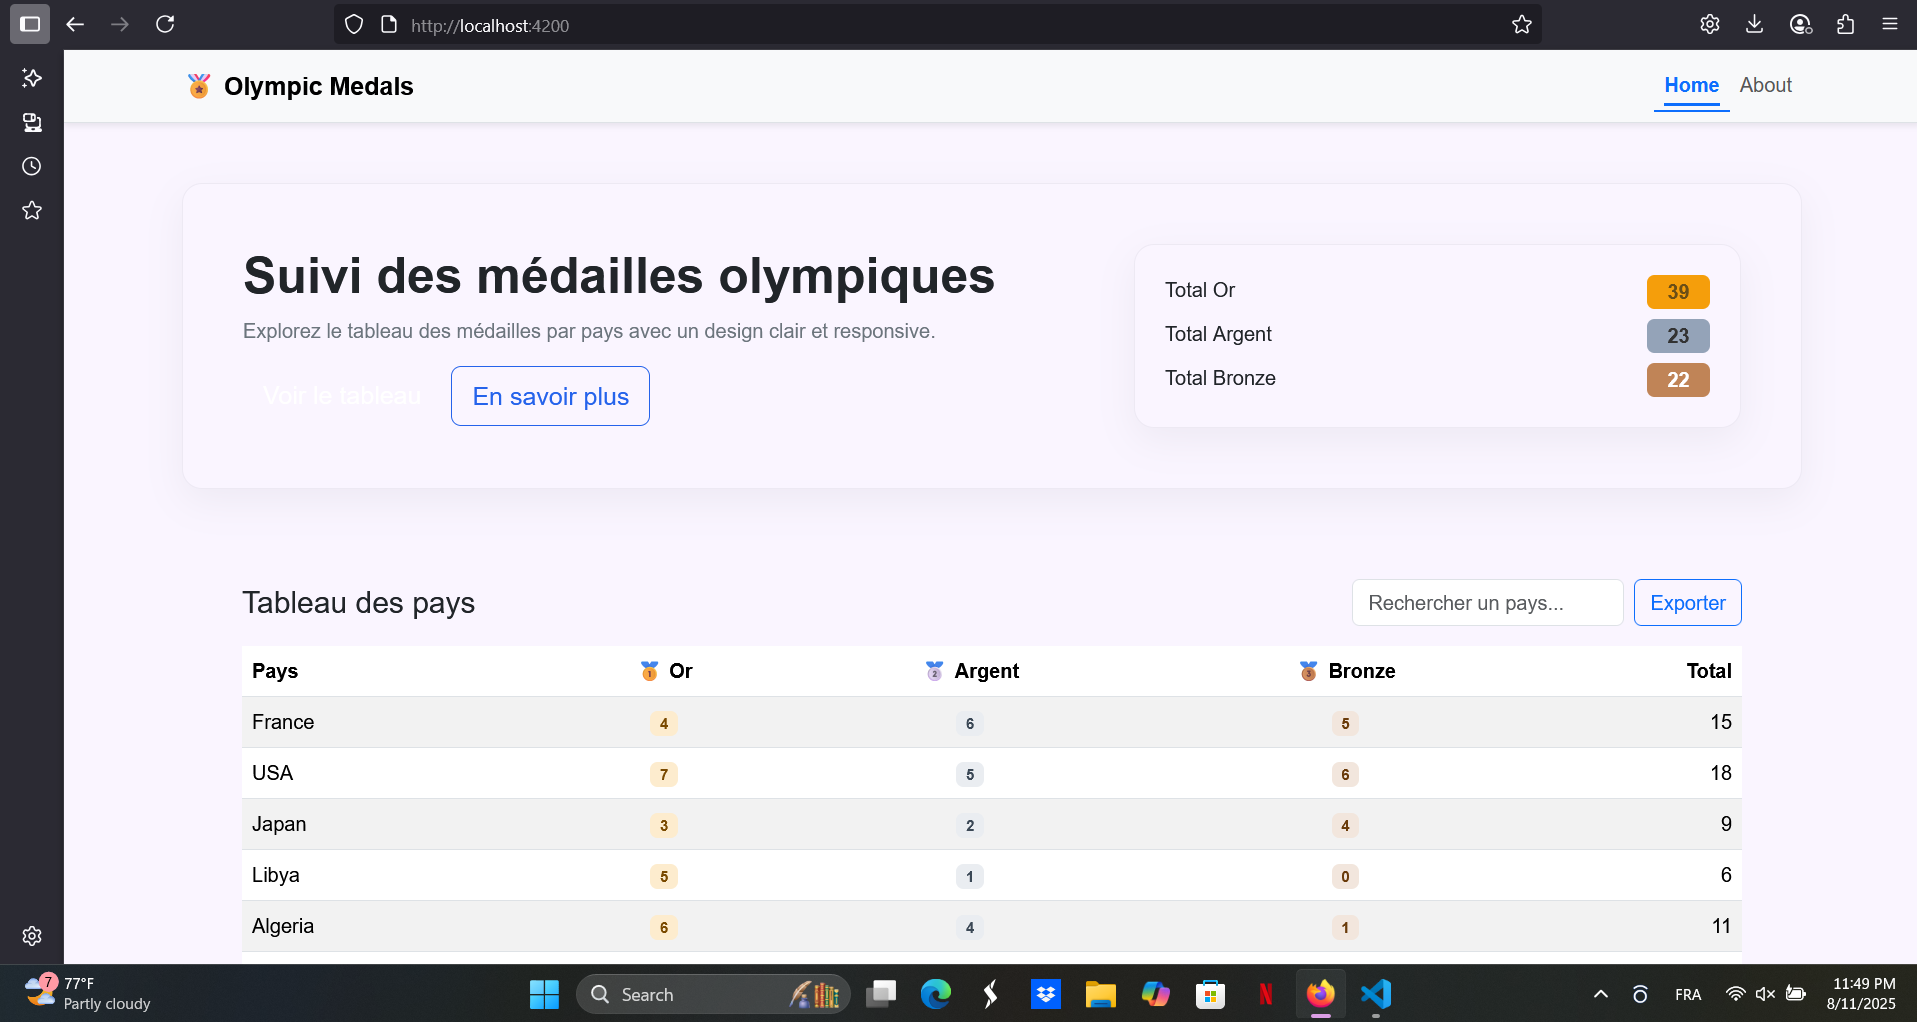 http://localhost:4200
Olympic Medals
Home About
Suivi des médailles olympiques
Explorez le tableau des médailles par pays avec un design clair et responsive.
Voir le tableau En savoir plus
Total Or 39
Total Argent 23
Total Bronze 22
Tableau des pays
Rechercher un pays... Exporter
Pays Or Argent Bronze Total
France 4 6 5 15
USA 7 5 6 18
Japan 3 2 4 9
Libya 5 1 0 6
Algeria 6 4 1 11
7
77°F
Partly cloudy
Search
N
FRA
11:49 PM
8/11/2025